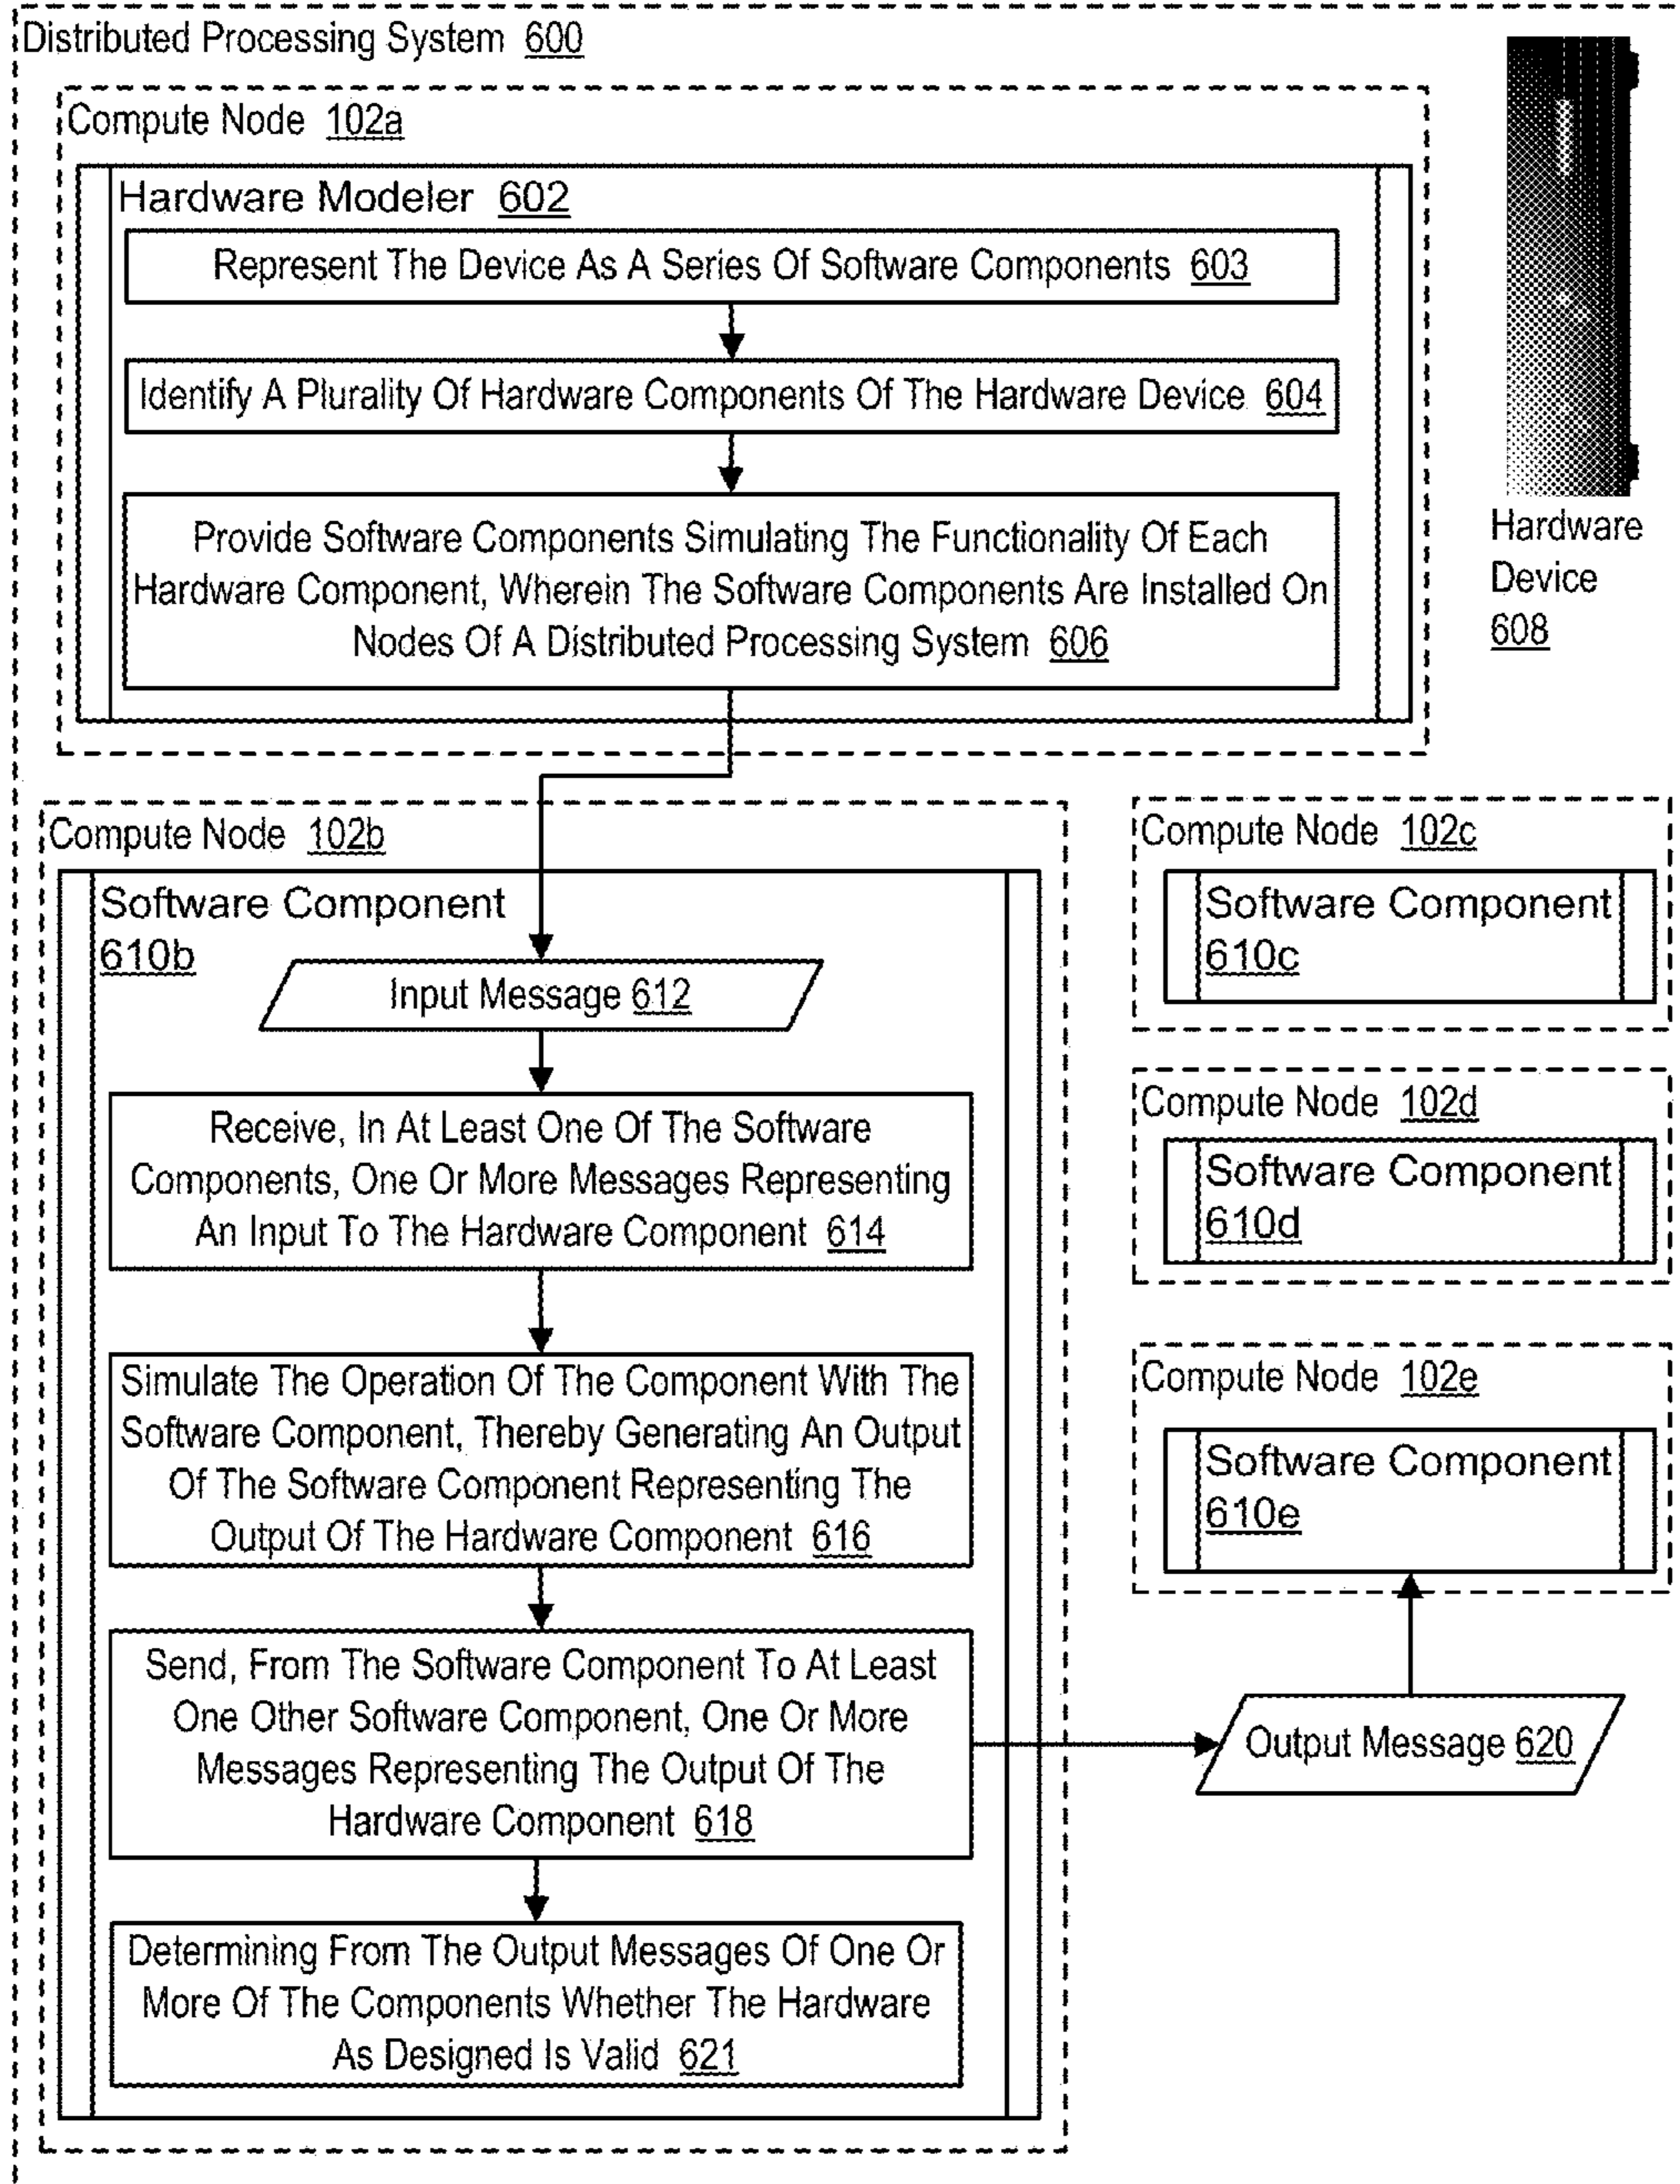 Distributed Processing System 600
Compute Node 102a
Hardware Modeler 602
Represent The Device As A Series Of Software Components 603
Identify A Plurality Of Hardware Components Of The Hardware Device 604
Provide Software Components Simulating The Functionality Of Each
Hardware Component, Wherein The Software Components Are Installed On
Nodes Of A Distributed Processing System 606
Hardware
Device
608
Compute Node 102b
Software Component
610b
Input Message 612
Receive, In At Least One Of The Software
Components, One Or More Messages Representing
An Input To The Hardware Component 614
Simulate The Operation Of The Component With The
Software Component, Thereby Generating An Output
Of The Software Component Representing The
Output Of The Hardware Component 616
Send, From The Software Component To At Least
One Other Software Component, One Or More
Messages Representing The Output Of The
Hardware Component 618
Determining From The Output Messages Of One Or
More Of The Components Whether The Hardware
As Designed Is Valid 621
Compute Node 102c
Software Component
610c
Compute Node 102d
Software Component
610d
Compute Node 102e
Software Component
610e
Output Message 620